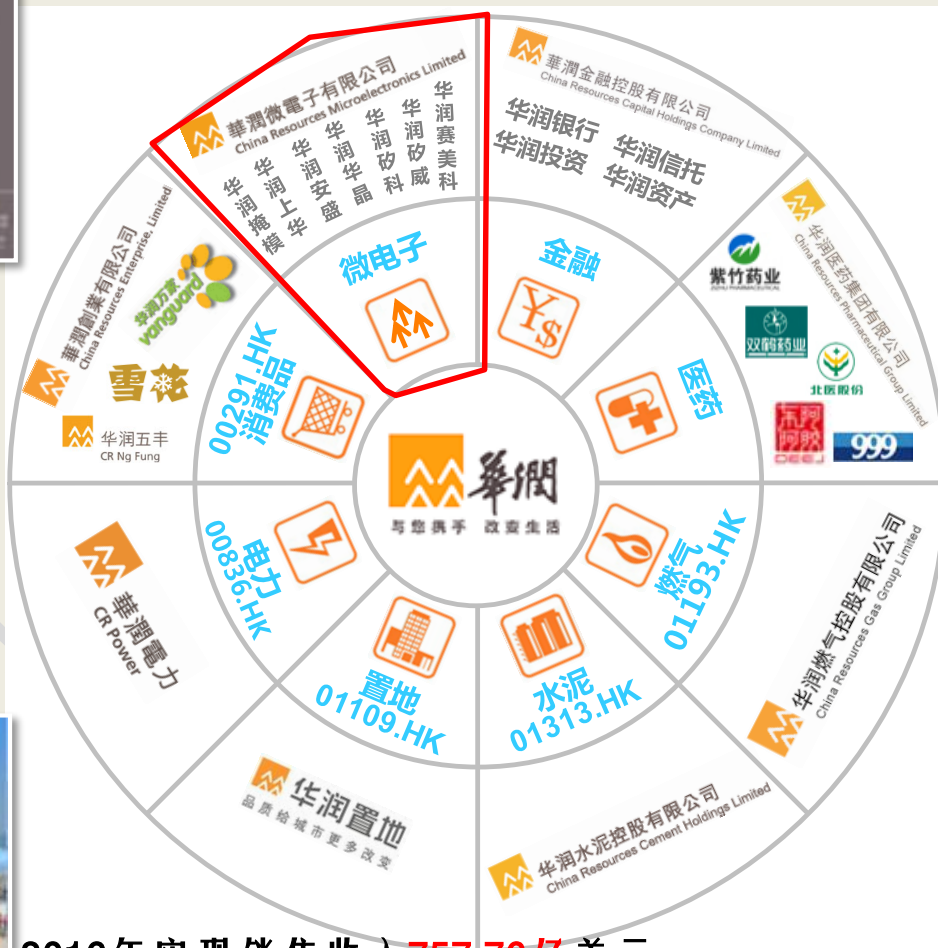 華潤微電子有限公司
China Resources Microelectronics Limited
华润掩模
华润上华
华润安盛
华润华晶
华润矽科
华润矽威
华润赛美科
微电子
華潤金融控股有限公司
China Resources Capital Holdings Company Limited
华润银行 华润信托
华润投资 华润资产
金融
华润医药集团有限公司
China Resources Pharmaceutical Group Limited
紫竹药业
ZIZHU PHARMACEUTICAL
双鹤药业
北医股份
东阿阿胶
DEEJ
999
医药
华润燃气控股有限公司
China Resources Gas Group Limited
燃气
01193.HK
华润水泥控股有限公司
China Resources Cement Holdings Limited
水泥
01313.HK
华润置地
品质给城市更多改变
置地
01109.HK
華潤電力
CR Power
电力
00836.HK
華潤創業有限公司
China Resources Enterprise, Limited
华润万家
vanguard
雪花
华润五丰
CR Ng Fung
00291.HK
消费品
華潤
与您携手 改变生活